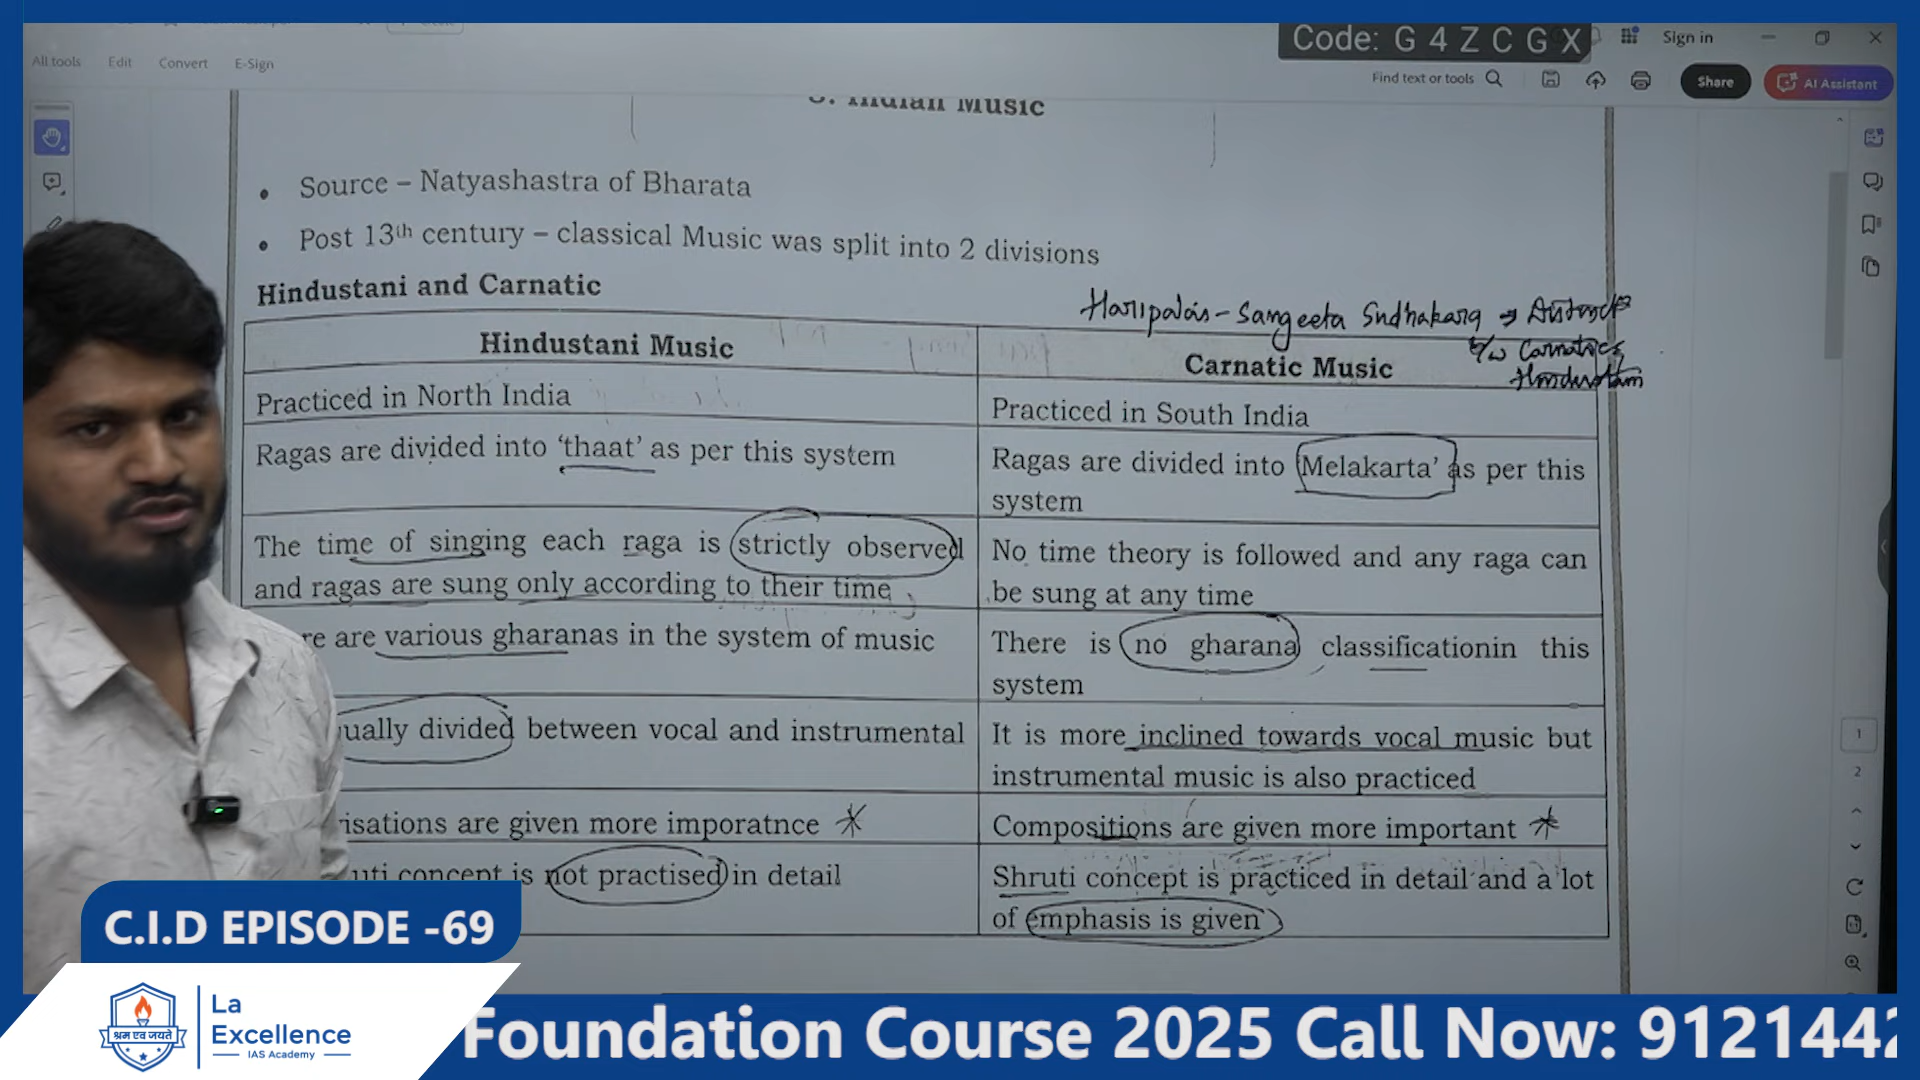 Code: G 4 Z C G X
Sign in
All tools
Edit
Convert
E-Sign
Find text or tools
Share
AI Assistant
Indian Music
• Source – Natyashastra of Bharata
• Post 13th century – classical Music was split into 2 divisions
Hindustani and Carnatic
Haripala's - Sangeeta Sudhakara →
b/w Carnatic &
Hindustani
Hindustani Music
Carnatic Music
Practiced in North India
Practiced in South India
Ragas are divided into ‘thaat’ as per this system
Ragas are divided into Melakarta’ as per this
system
The time of singing each raga is strictly observed
and ragas are sung only according to their time
No time theory is followed and any raga can
be sung at any time
re are various gharanas in the system of music
There is no gharana classificationin this
system
ually divided between vocal and instrumental
It is more inclined towards vocal music but
instrumental music is also practiced
risations are given more imporatnce
Compositions are given more important
uti concept is not practised in detail
Shruti concept is practiced in detail and a lot
of emphasis is given
1
2
C.I.D EPISODE -69
श्रम एव जयते
La
Excellence
IAS Academy
Foundation Course 2025 Call Now: 9121442